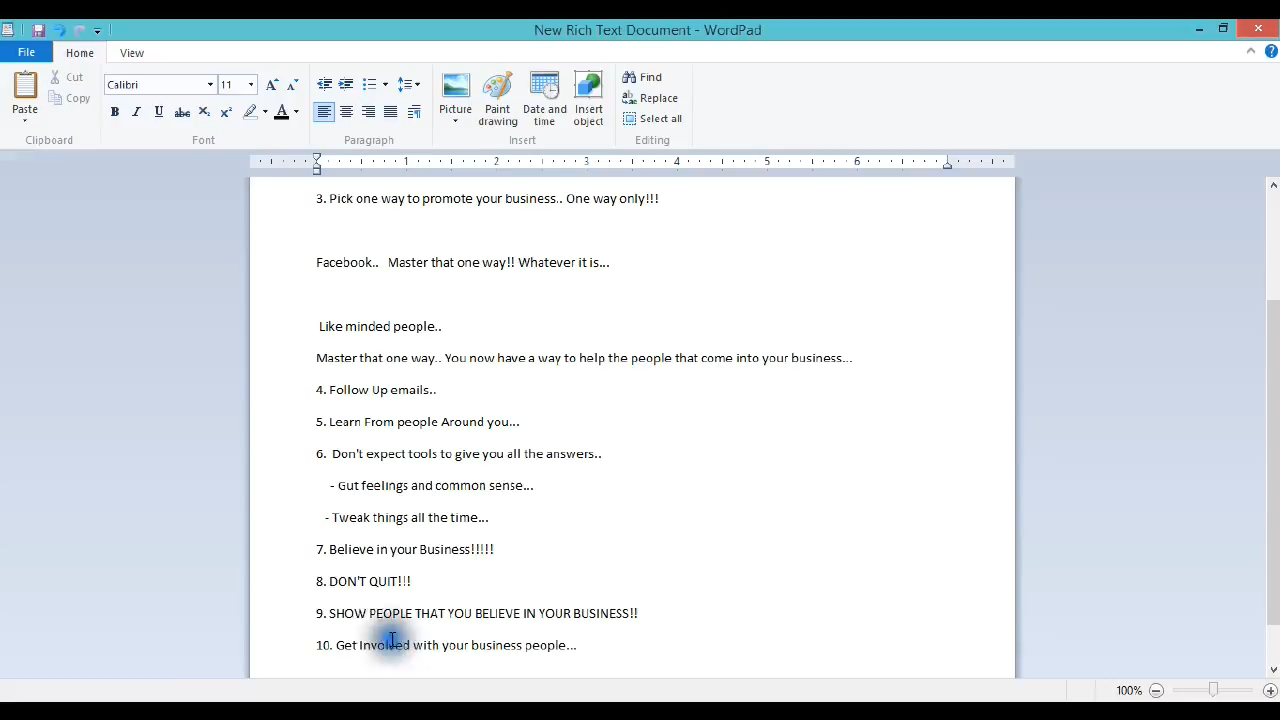 New Rich Text Document - WordPad
File Home View
Paste Cut Copy Clipboard
Calibri 11 Font
Paragraph
Picture Paint drawing Date and time Insert object Insert
Find
Replace
Select all
Editing
1 2 3 4 5 6
3. Pick one way to promote your business.. One way only!!!
Facebook.. Master that one way!! Whatever it is...
Like minded people..
Master that one way.. You now have a way to help the people that come into your business...
4. Follow Up emails..
5. Learn From people Around you...
6. Don't expect tools to give you all the answers..
- Gut feelings and common sense...
- Tweak things all the time...
7. Believe in your Business!!!!!
8. DON'T QUIT!!!
9. SHOW PEOPLE THAT YOU BELIEVE IN YOUR BUSINESS!!
10. Get Involved with your business people...
100%